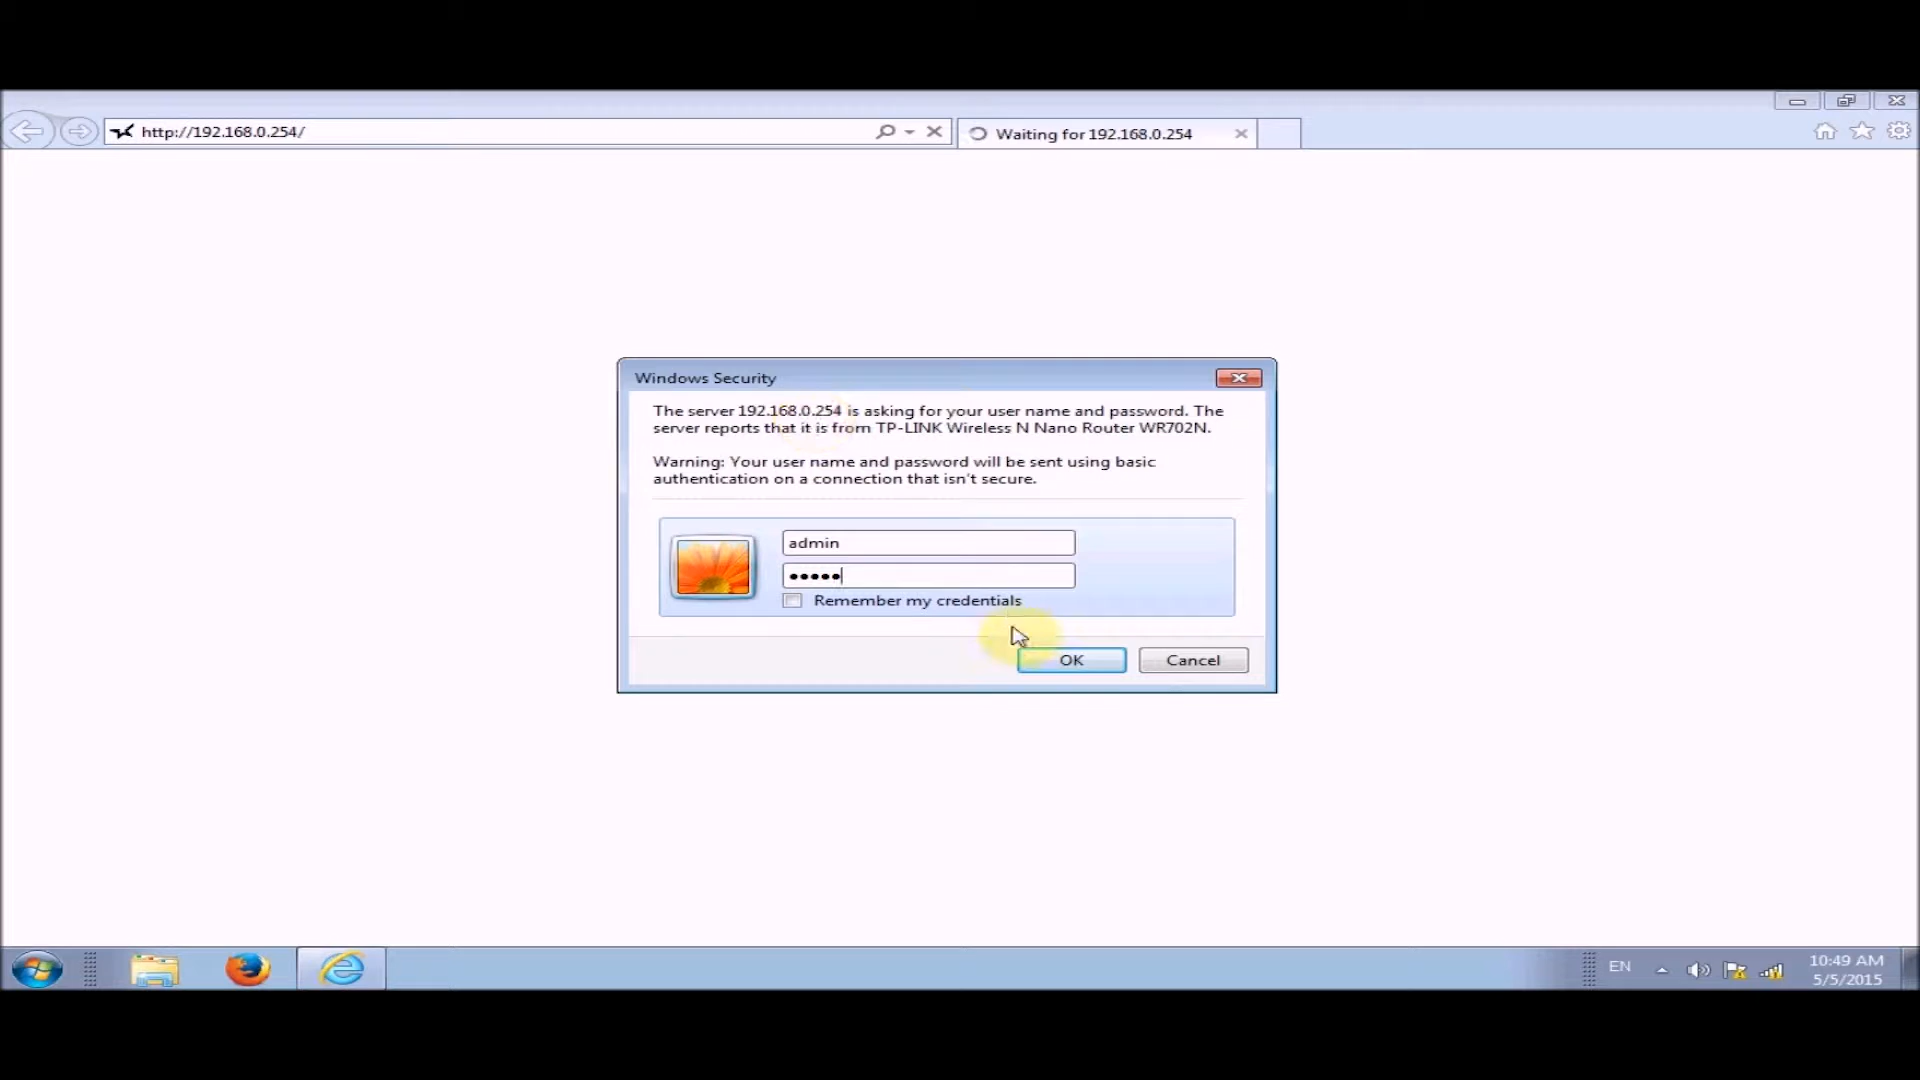 http://192.168.0.254/
Waiting for 192.168.0.254
Windows Security
The server 192.168.0.254 is asking for your user name and password. The
server reports that it is from TP-LINK Wireless N Nano Router WR702N.
Warning: Your user name and password will be sent using basic
authentication on a connection that isn't secure.
admin
●●●●●
Remember my credentials
OK
Cancel
EN
10:49 AM
5/5/2015